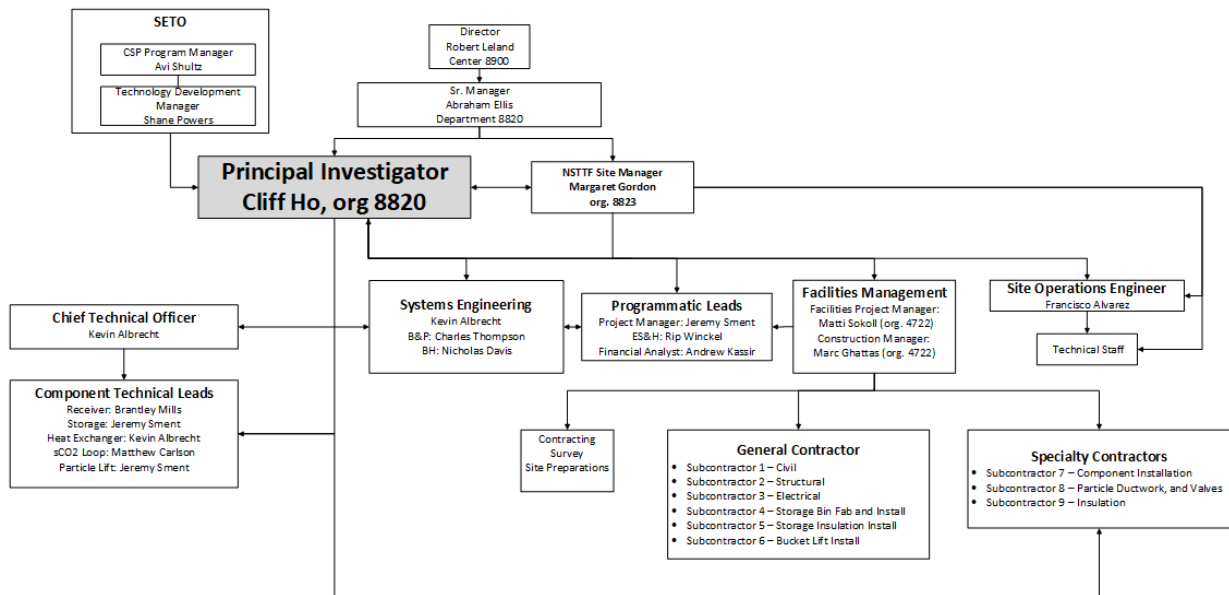 SETO
CSP Program Manager
Avi Shultz
Technology Development
Manager
Shane Powers
Director
Robert Leland
Center 8900
Sr. Manager
Abraham Ellis
Department 8820
Principal Investigator
Cliff Ho, org 8820
NSTTF Site Manager
Margaret Gordon
org. 8823
Chief Technical Officer
Kevin Albrecht
Systems Engineering
Kevin Albrecht
B&P: Charles Thompson
BH: Nicholas Davis
Programmatic Leads
Project Manager: Jeremy Sment
ES&H: Rip Winckel
Financial Analyst: Andrew Kassir
Facilities Management
Facilities Project Manager:
Matti Sokoll (org. 4722)
Construction Manager:
Marc Ghattas (org. 4722)
Site Operations Engineer
Francisco Alvarez
Technical Staff
Component Technical Leads
Receiver: Brantley Mills
Storage: Jeremy Sment
Heat Exchanger: Kevin Albrecht
sCO2 Loop: Matthew Carlson
Particle Lift: Jeremy Sment
Contracting
Survey
Site Preparations
General Contractor
• Subcontractor 1 – Civil
• Subcontractor 2 – Structural
• Subcontractor 3 – Electrical
• Subcontractor 4 – Storage Bin Fab and Install
• Subcontractor 5 – Storage Insulation Install
• Subcontractor 6 – Bucket Lift Install
Specialty Contractors
• Subcontractor 7 – Component Installation
• Subcontractor 8 – Particle Ductwork, and Valves
• Subcontractor 9 – Insulation